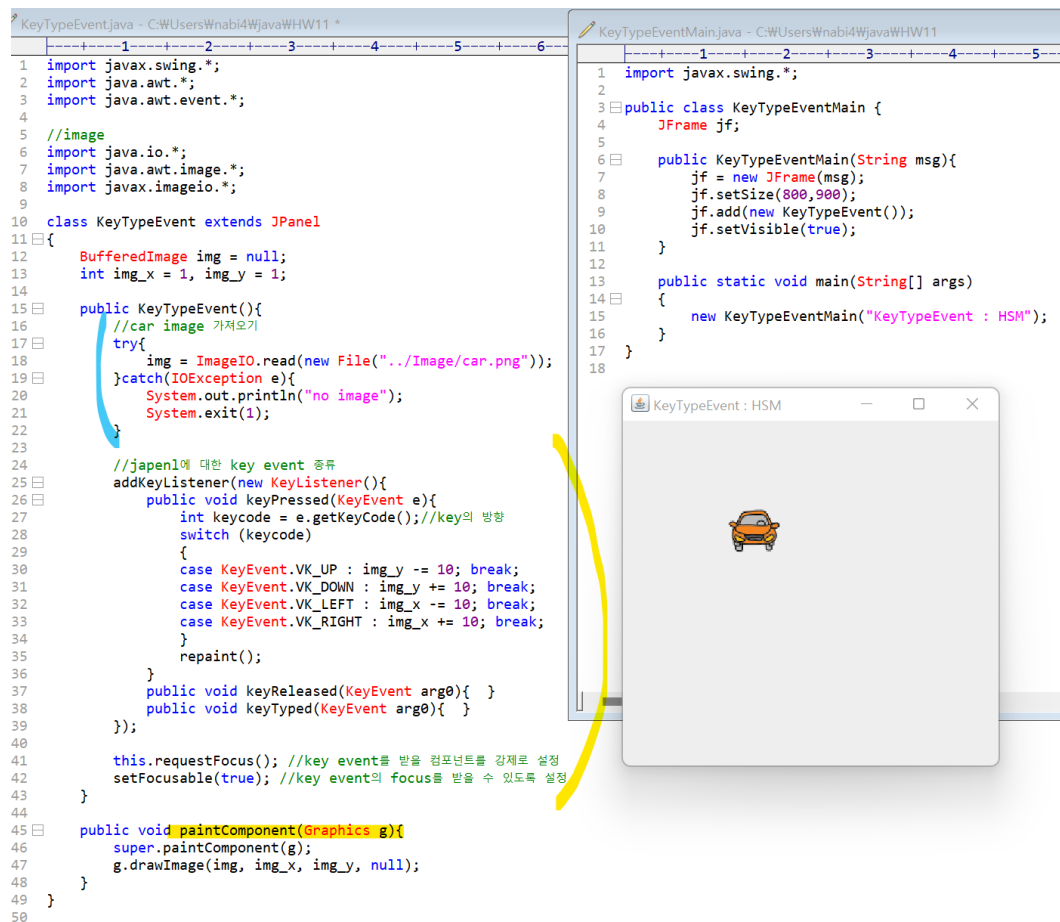 KeyTypeEvent.java - C:₩Users₩nabi4₩java₩HW11 *
----+----1----+----2----+----3----+----4----+----5----+----6---
1 import javax.swing.*;
2 import java.awt.*;
3 import java.awt.event.*;
4
5 //image
6 import java.io.*;
7 import java.awt.image.*;
8 import javax.imageio.*;
9
10 class KeyTypeEvent extends JPanel
11 {
12 BufferedImage img = null;
13 int img_x = 1, img_y = 1;
14
15 public KeyTypeEvent(){
16 //car image 가져오기
17 try{
18 img = ImageIO.read(new File("../Image/car.png"));
19 }catch(IOException e){
20 System.out.println("no image");
21 System.exit(1);
22 }
23
24 //japenl에 대한 key event 종류
25 addKeyListener(new KeyListener(){
26 public void keyPressed(KeyEvent e){
27 int keycode = e.getKeyCode();//key의 방향
28 switch (keycode)
29 {
30 case KeyEvent.VK_UP : img_y -= 10; break;
31 case KeyEvent.VK_DOWN : img_y += 10; break;
32 case KeyEvent.VK_LEFT : img_x -= 10; break;
33 case KeyEvent.VK_RIGHT : img_x += 10; break;
34 }
35 repaint();
36 }
37 public void keyReleased(KeyEvent arg0){ }
38 public void keyTyped(KeyEvent arg0){ }
39 });
40
41 this.requestFocus(); //key event를 받을 컴포넌트를 강제로 설정
42 setFocusable(true); //key event의 focus를 받을 수 있도록 설정
43 }
44
45 public void paintComponent(Graphics g){
46 super.paintComponent(g);
47 g.drawImage(img, img_x, img_y, null);
48 }
49 }
50
KeyTypeEventMain.java - C:₩Users₩nabi4₩java₩HW11
----+----1----+----2----+----3----+----4----+----5---
1 import javax.swing.*;
2
3 public class KeyTypeEventMain {
4 JFrame jf;
5
6 public KeyTypeEventMain(String msg){
7 jf = new JFrame(msg);
8 jf.setSize(800,900);
9 jf.add(new KeyTypeEvent());
10 jf.setVisible(true);
11 }
12
13 public static void main(String[] args)
14 {
15 new KeyTypeEventMain("KeyTypeEvent : HSM");
16 }
17 }
18
KeyTypeEvent : HSM